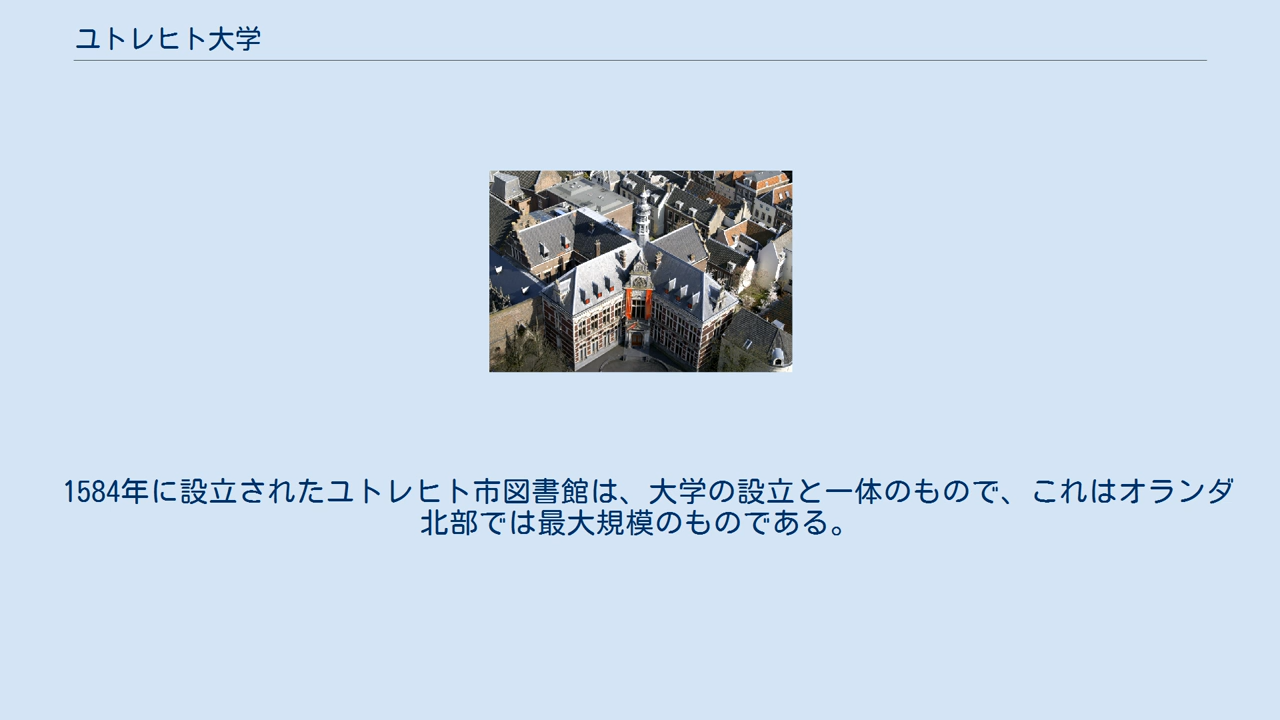 ユトレヒト大学
1584年に設立されたユトレヒト市図書館は、大学の設立と一体のもので、これはオランダ
北部では最大規模のものである。